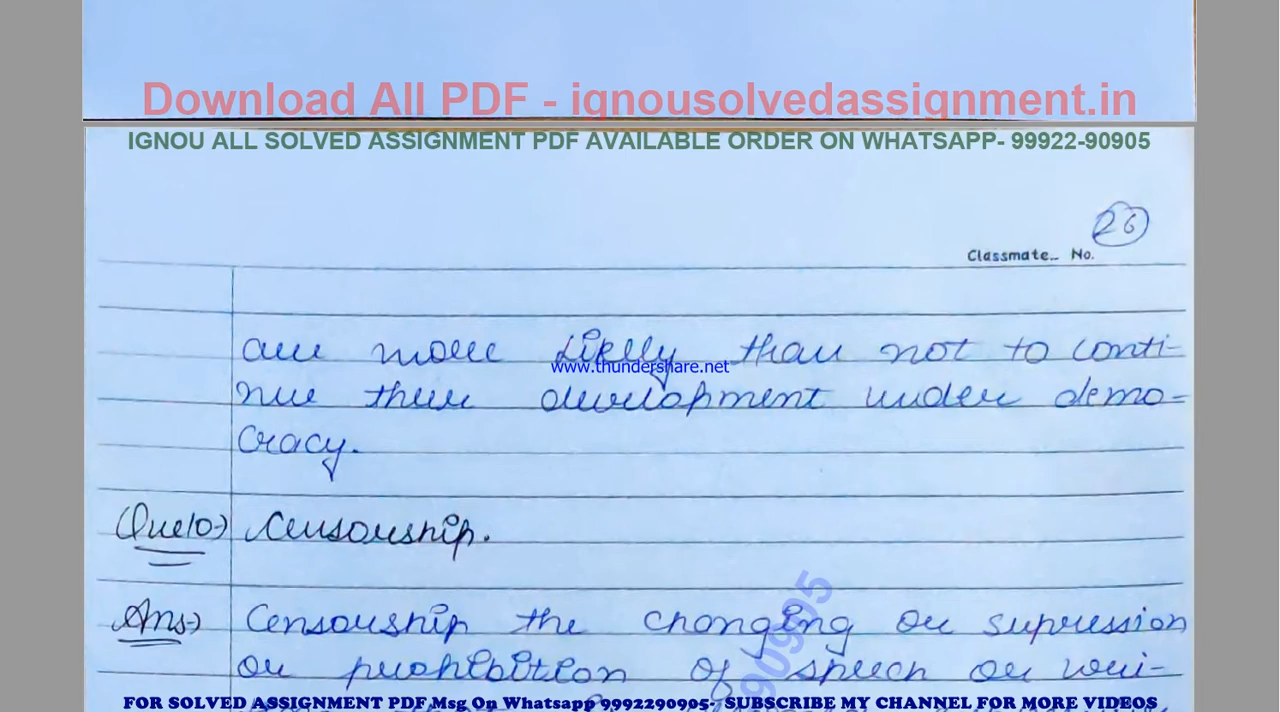 Download All PDF - ignousolvedassignment.in
IGNOU ALL SOLVED ASSIGNMENT PDF AVAILABLE ORDER ON WHATSAPP- 99922-90905
26
Classmate No.
are more likely than not to conti-
www.thundershare.net
nue there development under demo-
cracy.
(Que10-) Censorship.
Ans-) Censorship the changing or supression
or prohibition of speech or wri-
90905
FOR SOLVED ASSIGNMENT PDF Msg On Whatsapp 9992290905- SUBSCRIBE MY CHANNEL FOR MORE VIDEOS